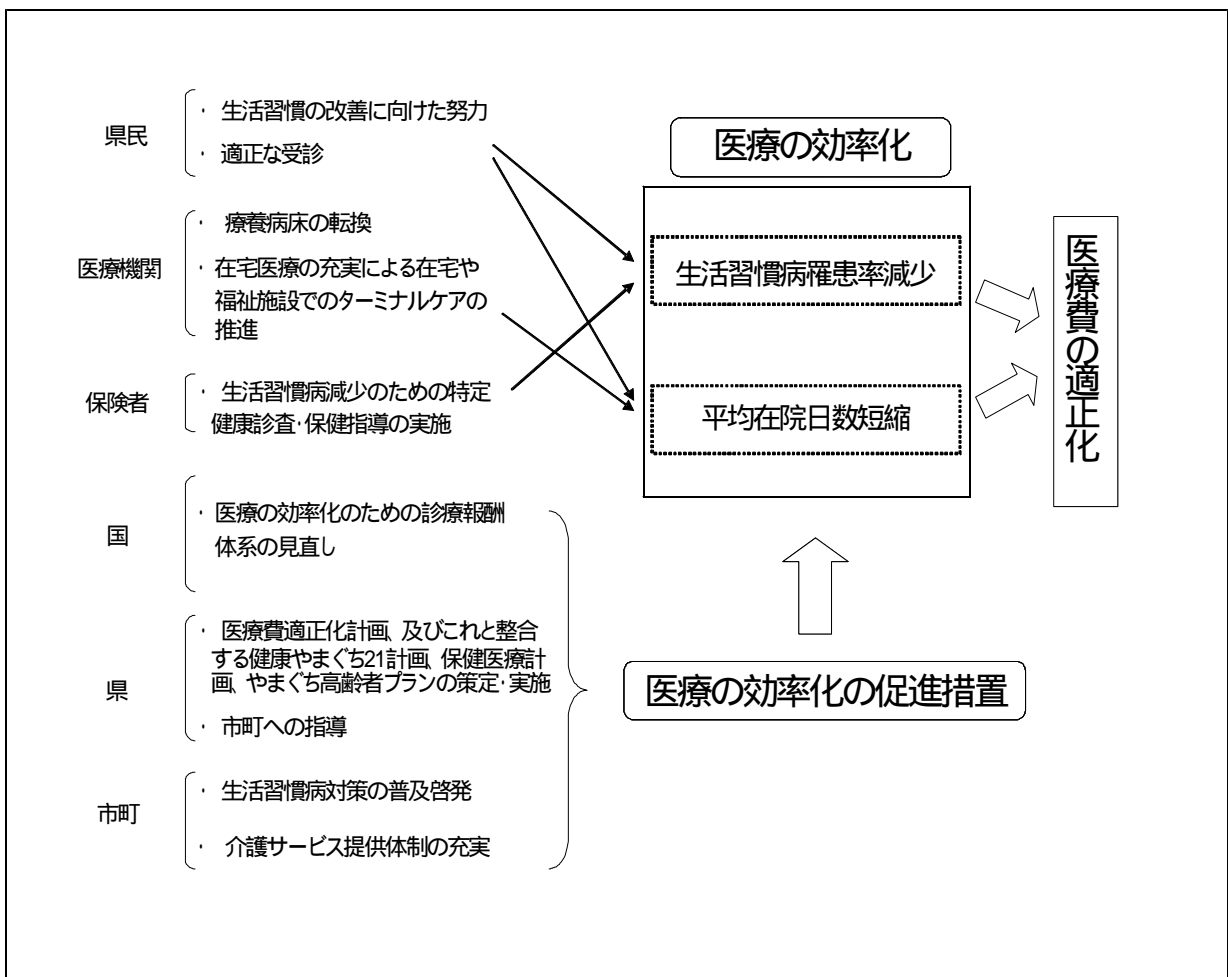 県民
・ 生活習慣の改善に向けた努力
・ 適正な受診
医療機関
・ 療養病床の転換
・ 在宅医療の充実による在宅や
福祉施設でのターミナルケアの
推進
保険者
・ 生活習慣病減少のための特定
健康診査・保健指導の実施
国
・ 医療の効率化のための診療報酬
体系の見直し
県
・ 医療費適正化計画、及びこれと整合
する健康やまぐち21計画、保健医療計
画、やまぐち高齢者プランの策定・実施
・ 市町への指導
市町
・ 生活習慣病対策の普及啓発
・ 介護サービス提供体制の充実
医療の効率化
生活習慣病罹患率減少
平均在院日数短縮
医療の効率化の促進措置
医療費の適正化